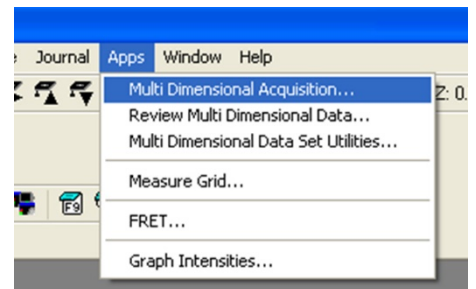 Journal Apps Window Help
Multi Dimensional Acquisition...
Z: 0.
Review Multi Dimensional Data...
Multi Dimensional Data Set Utilities...
Measure Grid...
F9
FRET...
Graph Intensities...